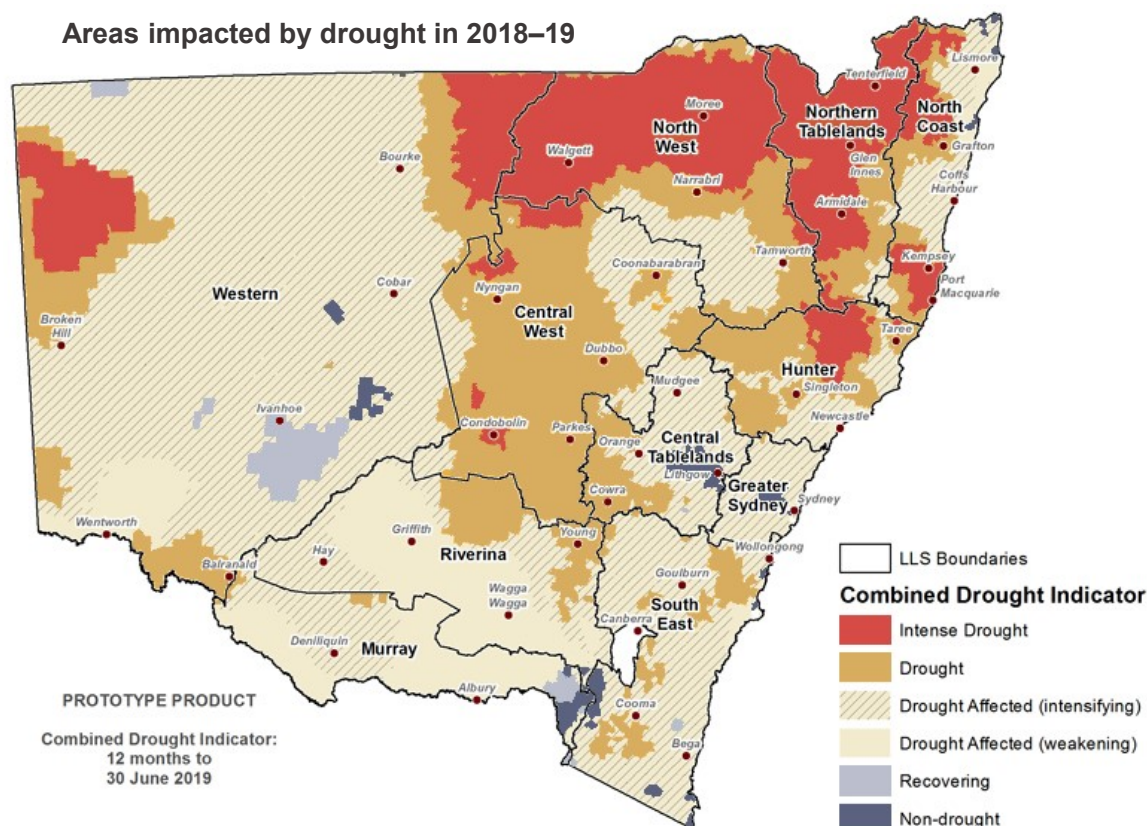 Areas impacted by drought in 2018–19
Lismore
Tenterfield
Moree
North
West
Northern
Tablelands
North
Coast
Walgett
Bourke
Glen
Innes
Grafton
Narrabri
Coffs
Harbour
Armidale
Coonabarabran
Tamworth
Kempsey
Port
Macquarie
Western
Cobar
Nyngan
Central
West
Broken
Hill
Taree
Dubbo
Hunter
Mudgee
Singleton
Ivanhoe
Newcastle
Condobolin
Parkes
Orange
Central
Tablelands
Lithgow
Greater
Sydney
Cowra
Sydney
Wentworth
Griffith
Young
Hay
Riverina
Wollongong
Balranald
Goulburn
Wagga
Wagga
South
East
Canberra
Deniliquin
Murray
Albury
Cooma
Bega
PROTOTYPE PRODUCT
Combined Drought Indicator:
12 months to
30 June 2019
LLS Boundaries
Combined Drought Indicator
Intense Drought
Drought
Drought Affected (intensifying)
Drought Affected (weakening)
Recovering
Non-drought